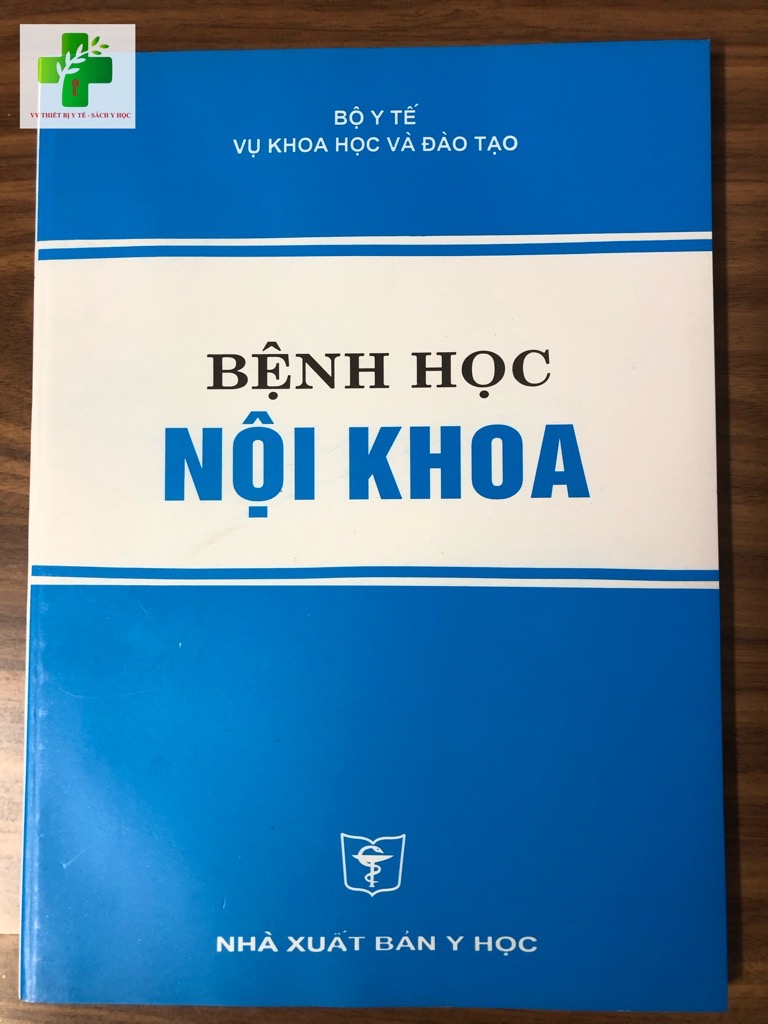 VV THIẾT BỊ Y TẾ - SÁCH Y HỌC
BỘ Y TẾ
VỤ KHOA HỌC VÀ ĐÀO TẠO
BỆNH HỌC
NỘI KHOA
NHÀ XUẤT BẢN Y HỌC